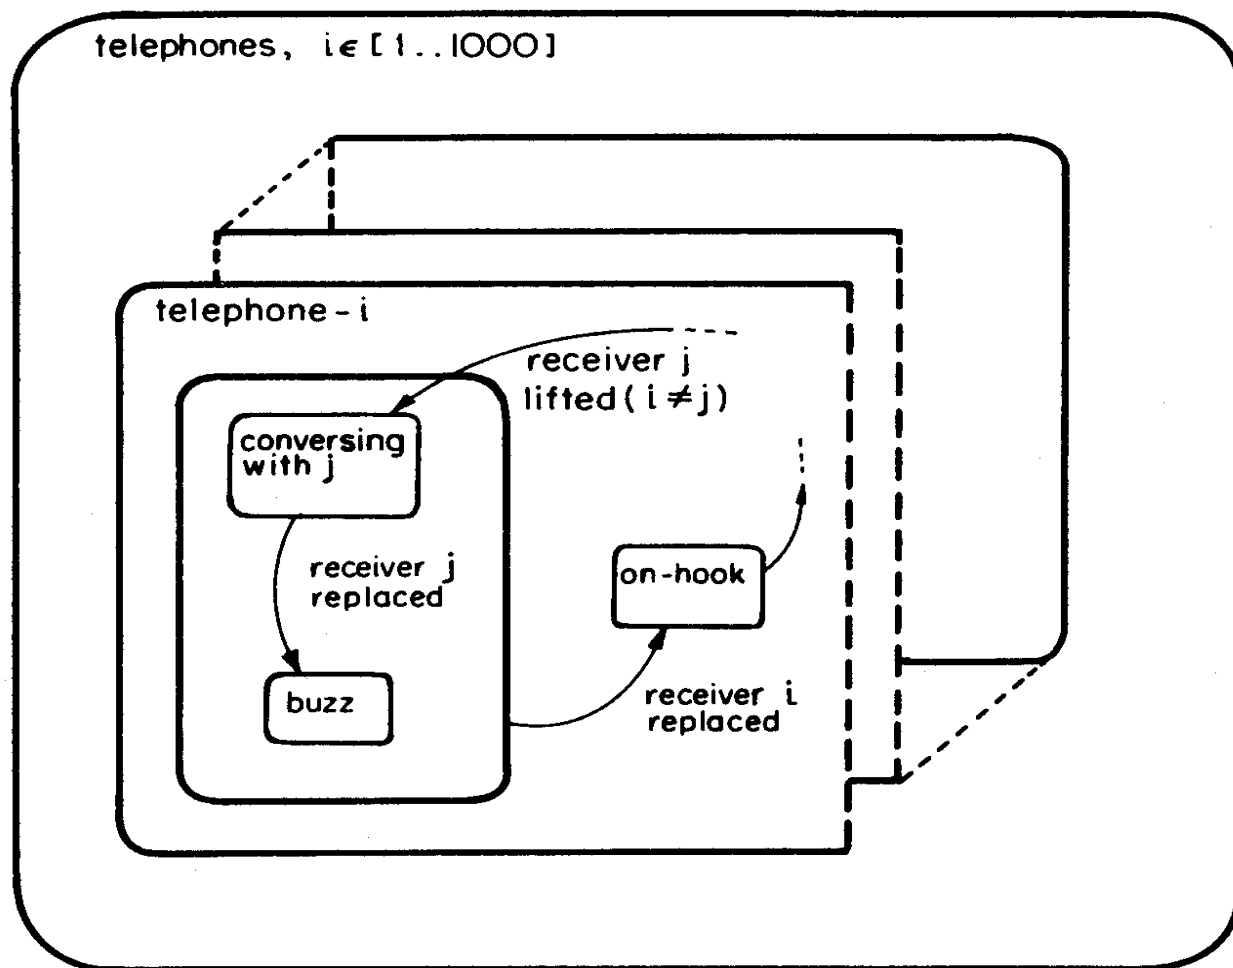 telephones, i ∈ [1..1000]
telephone-i
receiver j
lifted (i ≠ j)
conversing
with j
receiver j
replaced
on-hook
buzz
receiver i
replaced